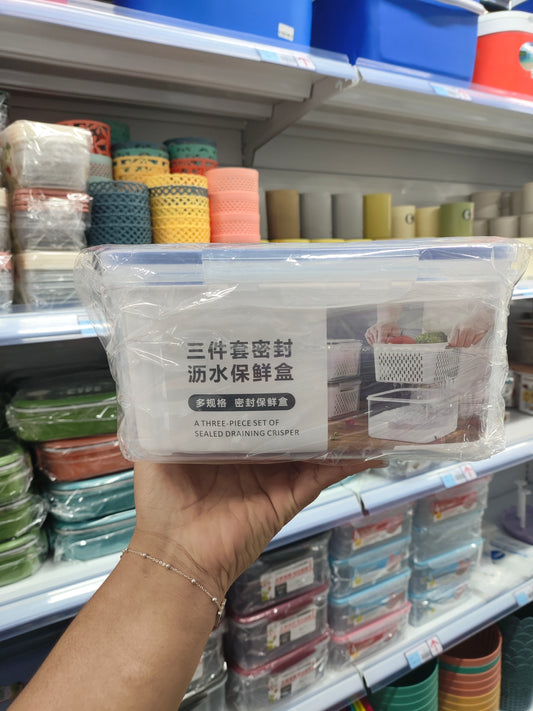 三件套密封
沥水保鲜盒
多规格 密封保鲜盒
A THREE-PIECE SET OF
SEALED DRAINING CRISPER